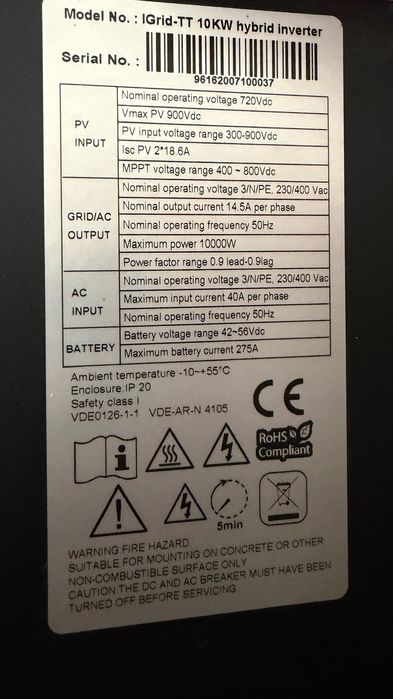 Model No. : IGrid-TT 10KW hybrid inverter
Serial No. :
96162007100037
PV INPUT
Nominal operating voltage 720Vdc
Vmax PV 900Vdc
PV input voltage range 300-900Vdc
Isc PV 2*18.6A
MPPT voltage range 400 ~ 800Vdc
GRID/AC OUTPUT
Nominal operating voltage 3/N/PE, 230/400 Vac
Nominal output current 14.5A per phase
Nominal operating frequency 50Hz
Maximum power 10000W
Power factor range 0.9 lead-0.9lag
AC INPUT
Nominal operating voltage 3/N/PE, 230/400 Vac
Maximum input current 40A per phase
Nominal operating frequency 50Hz
BATTERY
Battery voltage range 42~56Vdc
Maximum battery current 275A
Ambient temperature -10~+55°C
Enclosure:IP 20
Safety class I
VDE0126-1-1 VDE-AR-N 4105
CE
RoHS
Compliant
5min
WARNING FIRE HAZARD.
SUITABLE FOR MOUNTING ON CONCRETE OR OTHER
NON-COMBUSTIBLE SURFACE ONLY
CAUTION THE DC AND AC BREAKER MUST HAVE BEEN
TURNED OFF BEFORE SERVICING